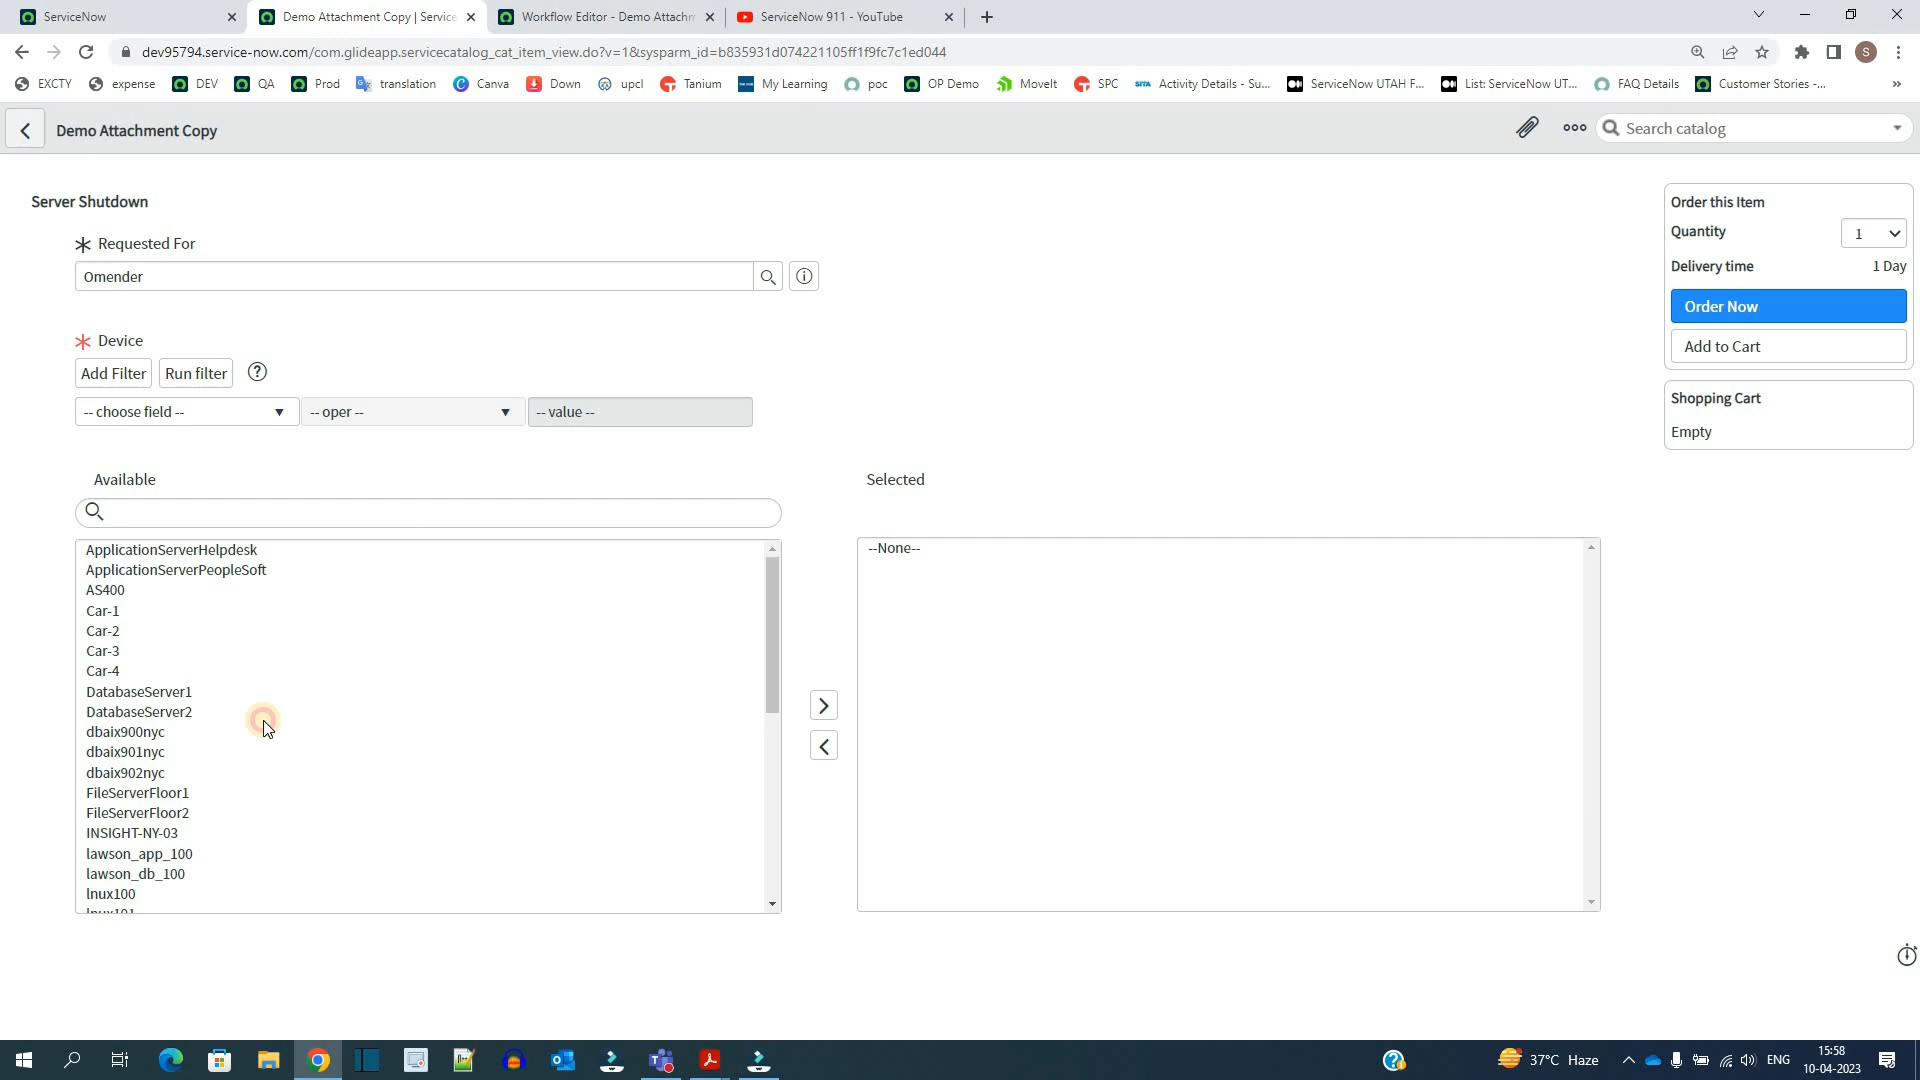 ServiceNow
Demo Attachment Copy | Service
Workflow Editor - Demo Attachm
ServiceNow 911 - YouTube
dev95794.service-now.com/com.glideapp.servicecatalog_cat_item_view.do?v=1&sysparm_id=b835931d074221105ff1f9fc7c1ed044
S
EXCTY
expense
DEV
QA
Prod
translation
Canva
Down
upcl
Tanium
My Learning
poc
OP Demo
MoveIt
SPC
SITA
Activity Details - Su...
ServiceNow UTAH F...
List: ServiceNow UT...
FAQ Details
Customer Stories -...
»
Demo Attachment Copy
Search catalog
Server Shutdown
Requested For
Omender
Device
Add Filter
Run filter
-- choose field --
-- oper --
-- value --
Available
Selected
ApplicationServerHelpdesk
ApplicationServerPeopleSoft
AS400
Car-1
Car-2
Car-3
Car-4
DatabaseServer1
DatabaseServer2
dbaix900nyc
dbaix901nyc
dbaix902nyc
FileServerFloor1
FileServerFloor2
INSIGHT-NY-03
lawson_app_100
lawson_db_100
lnux100
lnux101
--None--
Order this Item
Quantity
1
Delivery time
1 Day
Order Now
Add to Cart
Shopping Cart
Empty
37°C Haze
ENG
15:58
10-04-2023